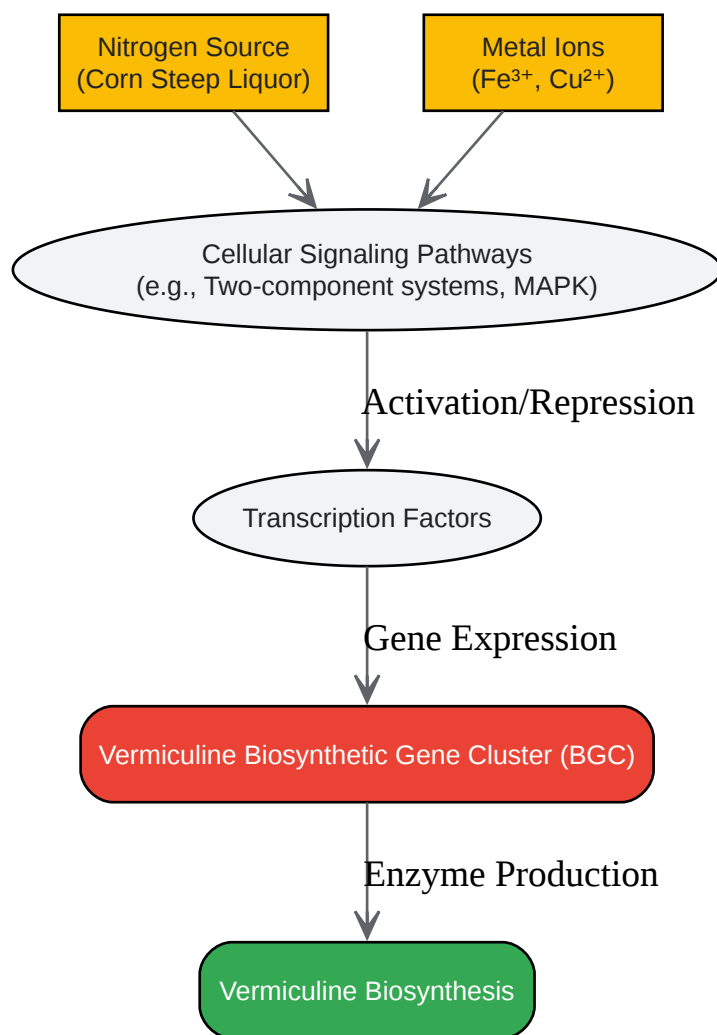 Nitrogen Source
(Corn Steep Liquor)
Metal Ions
(Fe³⁺, Cu²⁺)
Cellular Signaling Pathways
(e.g., Two-component systems, MAPK)
Activation/Repression
Transcription Factors
Gene Expression
Vermiculine Biosynthetic Gene Cluster (BGC)
Enzyme Production
Vermiculine Biosynthesis